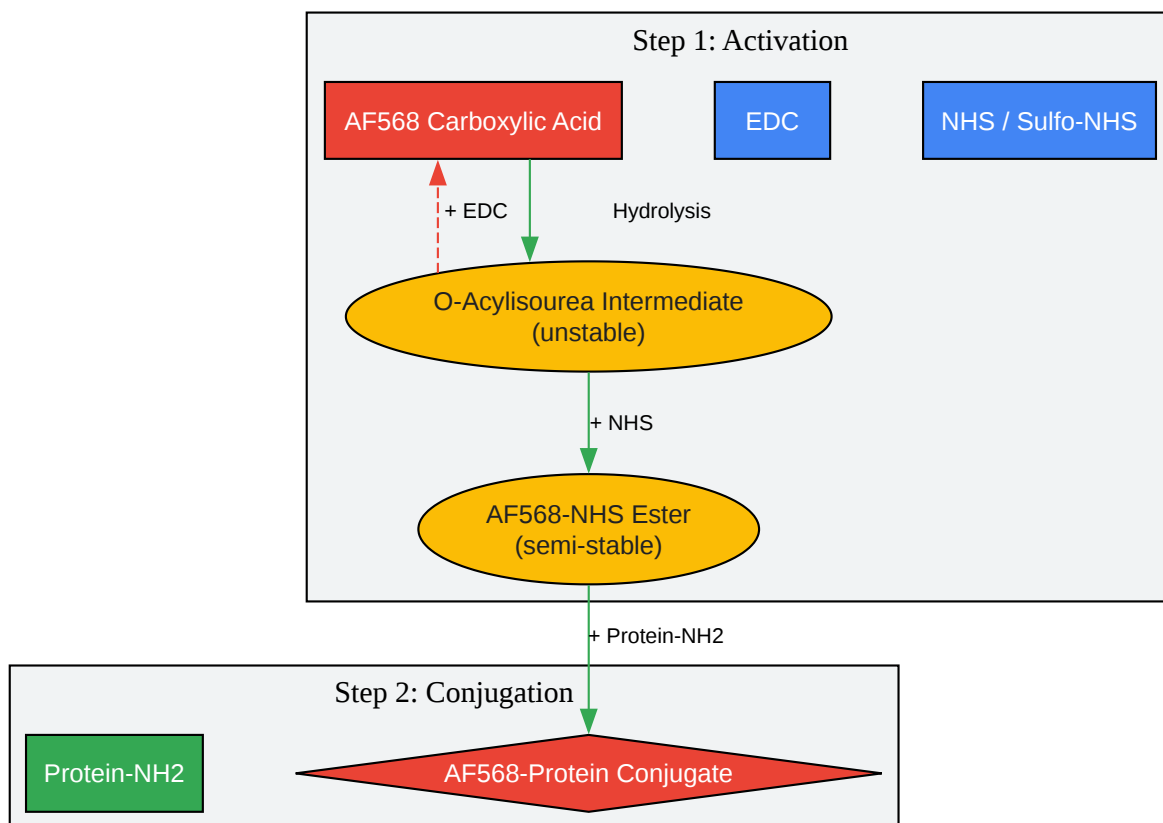 Step 1: Activation
AF568 Carboxylic Acid
EDC
NHS / Sulfo-NHS
+ EDC
Hydrolysis
O-Acylisourea Intermediate
(unstable)
+ NHS
AF568-NHS Ester
(semi-stable)
+ Protein-NH2
Step 2: Conjugation
Protein-NH2
AF568-Protein Conjugate